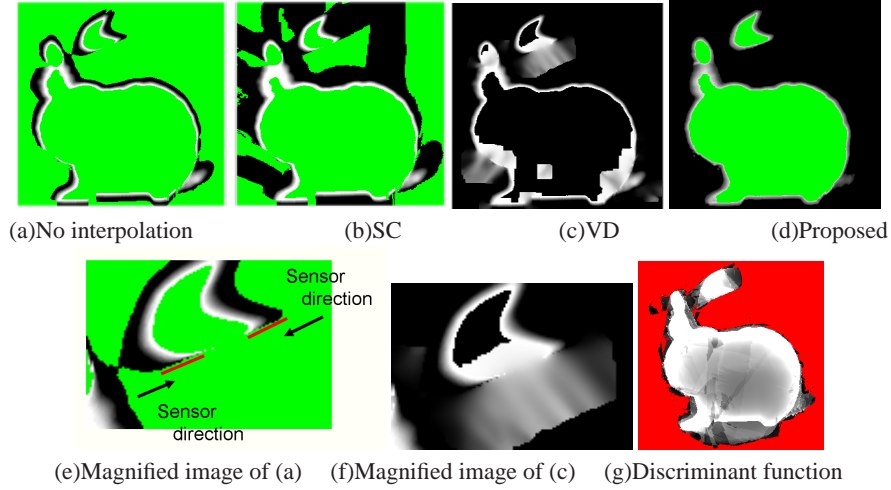 (a)No interpolation (b)SC (c)VD (d)Proposed
Sensor
direction
Sensor
direction
(e)Magnified image of (a) (f)Magnified image of (c) (g)Discriminant function